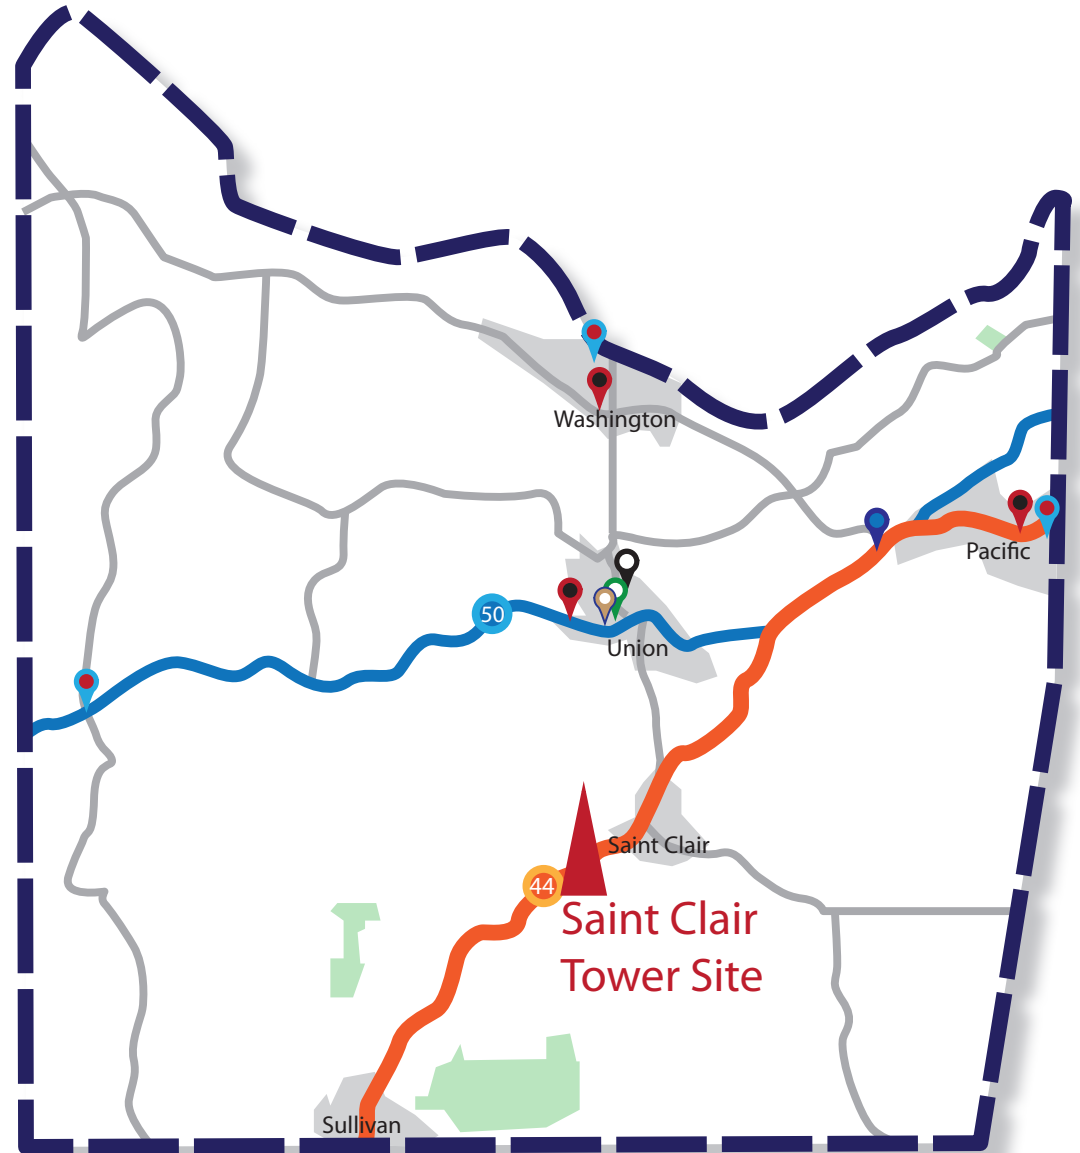 Washington
Pacific
50
Union
Saint Clair
44
Saint Clair
Tower Site
Sullivan